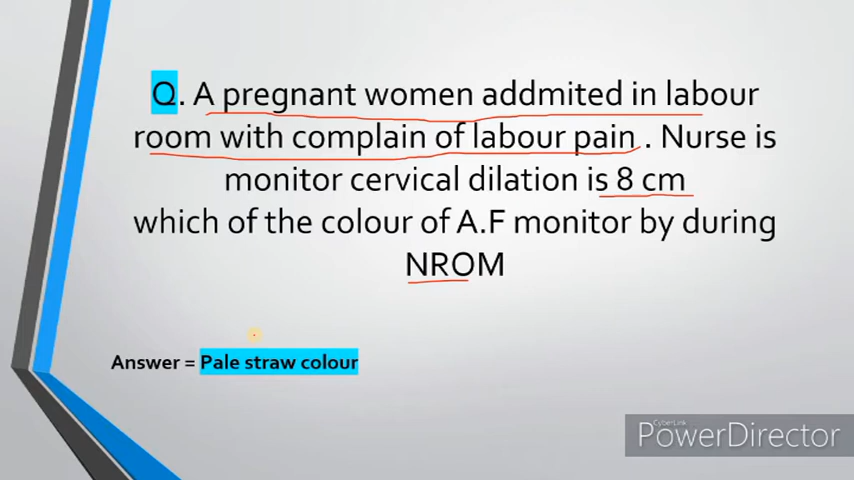 Q. A pregnant women addmited in labour
room with complain of labour pain . Nurse is
monitor cervical dilation is 8 cm
which of the colour of A.F monitor by during
NROM
Answer = Pale straw colour
CyberLink
PowerDirector